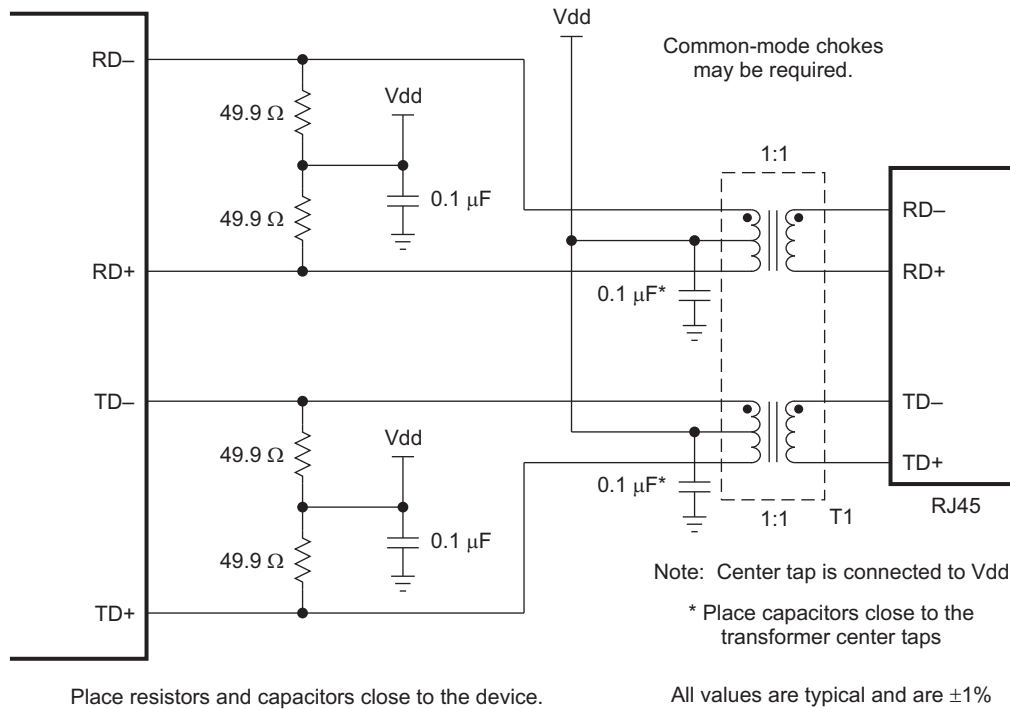 Vdd
Common-mode chokes
may be required.
RD–
49.9 Ω
Vdd
0.1 μF
49.9 Ω
RD+
1:1
RD–
RD+
0.1 μF*
TD–
49.9 Ω
Vdd
0.1 μF
49.9 Ω
TD+
TD–
TD+
0.1 μF*
1:1
T1
RJ45
Note: Center tap is connected to Vdd
* Place capacitors close to the
transformer center taps
Place resistors and capacitors close to the device.
All values are typical and are ±1%